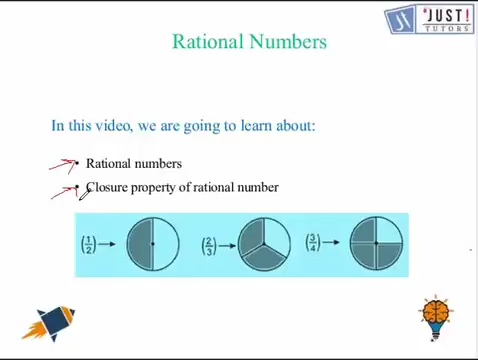 JUST!
TUTORS
Rational Numbers
In this video, we are going to learn about:
• Rational numbers
• Closure property of rational number
(1/2) → (2/3) → (3/4) →